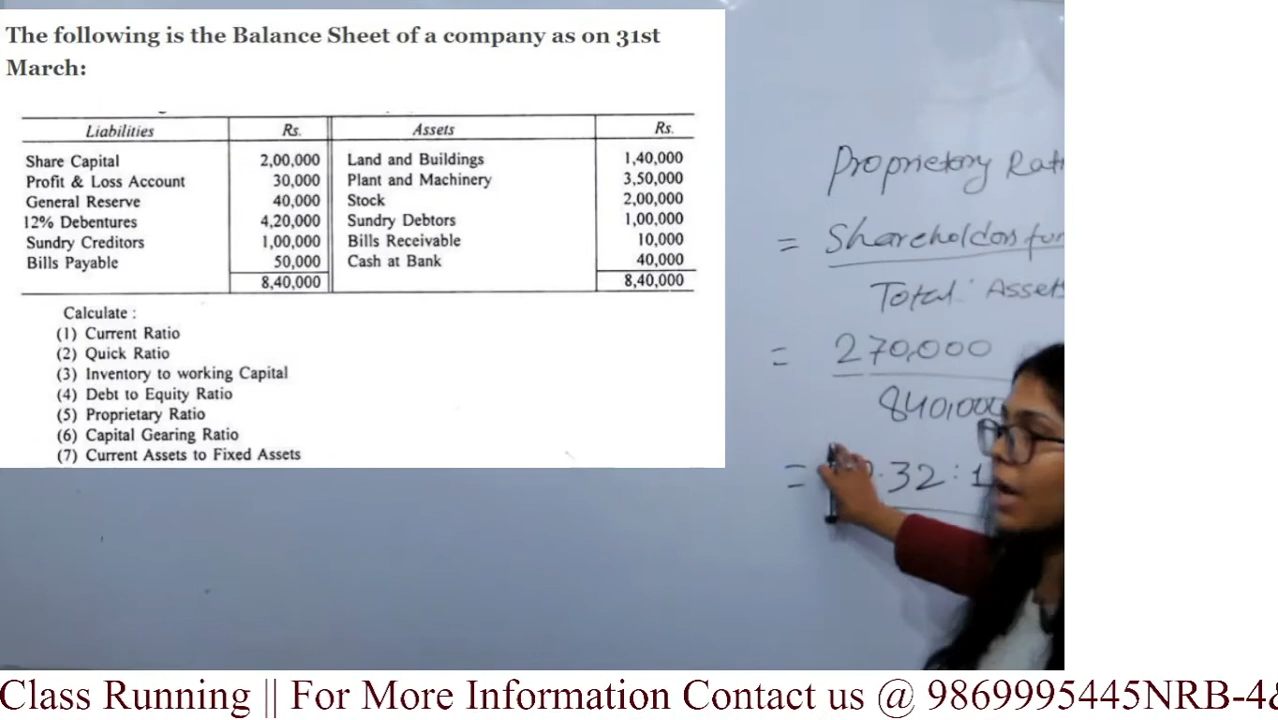 The following is the Balance Sheet of a company as on 31st
March:
Liabilities Rs. Assets Rs.
Share Capital 2,00,000 Land and Buildings 1,40,000
Profit & Loss Account 30,000 Plant and Machinery 3,50,000
General Reserve 40,000 Stock 2,00,000
12% Debentures 4,20,000 Sundry Debtors 1,00,000
Sundry Creditors 1,00,000 Bills Receivable 10,000
Bills Payable 50,000 Cash at Bank 40,000
8,40,000 8,40,000
Calculate :
(1) Current Ratio
(2) Quick Ratio
(3) Inventory to working Capital
(4) Debt to Equity Ratio
(5) Proprietary Ratio
(6) Capital Gearing Ratio
(7) Current Assets to Fixed Assets
Proprietory Rati
= Shareholders fun
Total Assets
= 270,000
840,000
= .32:1
Class Running || For More Information Contact us @ 9869995445NRB-4&